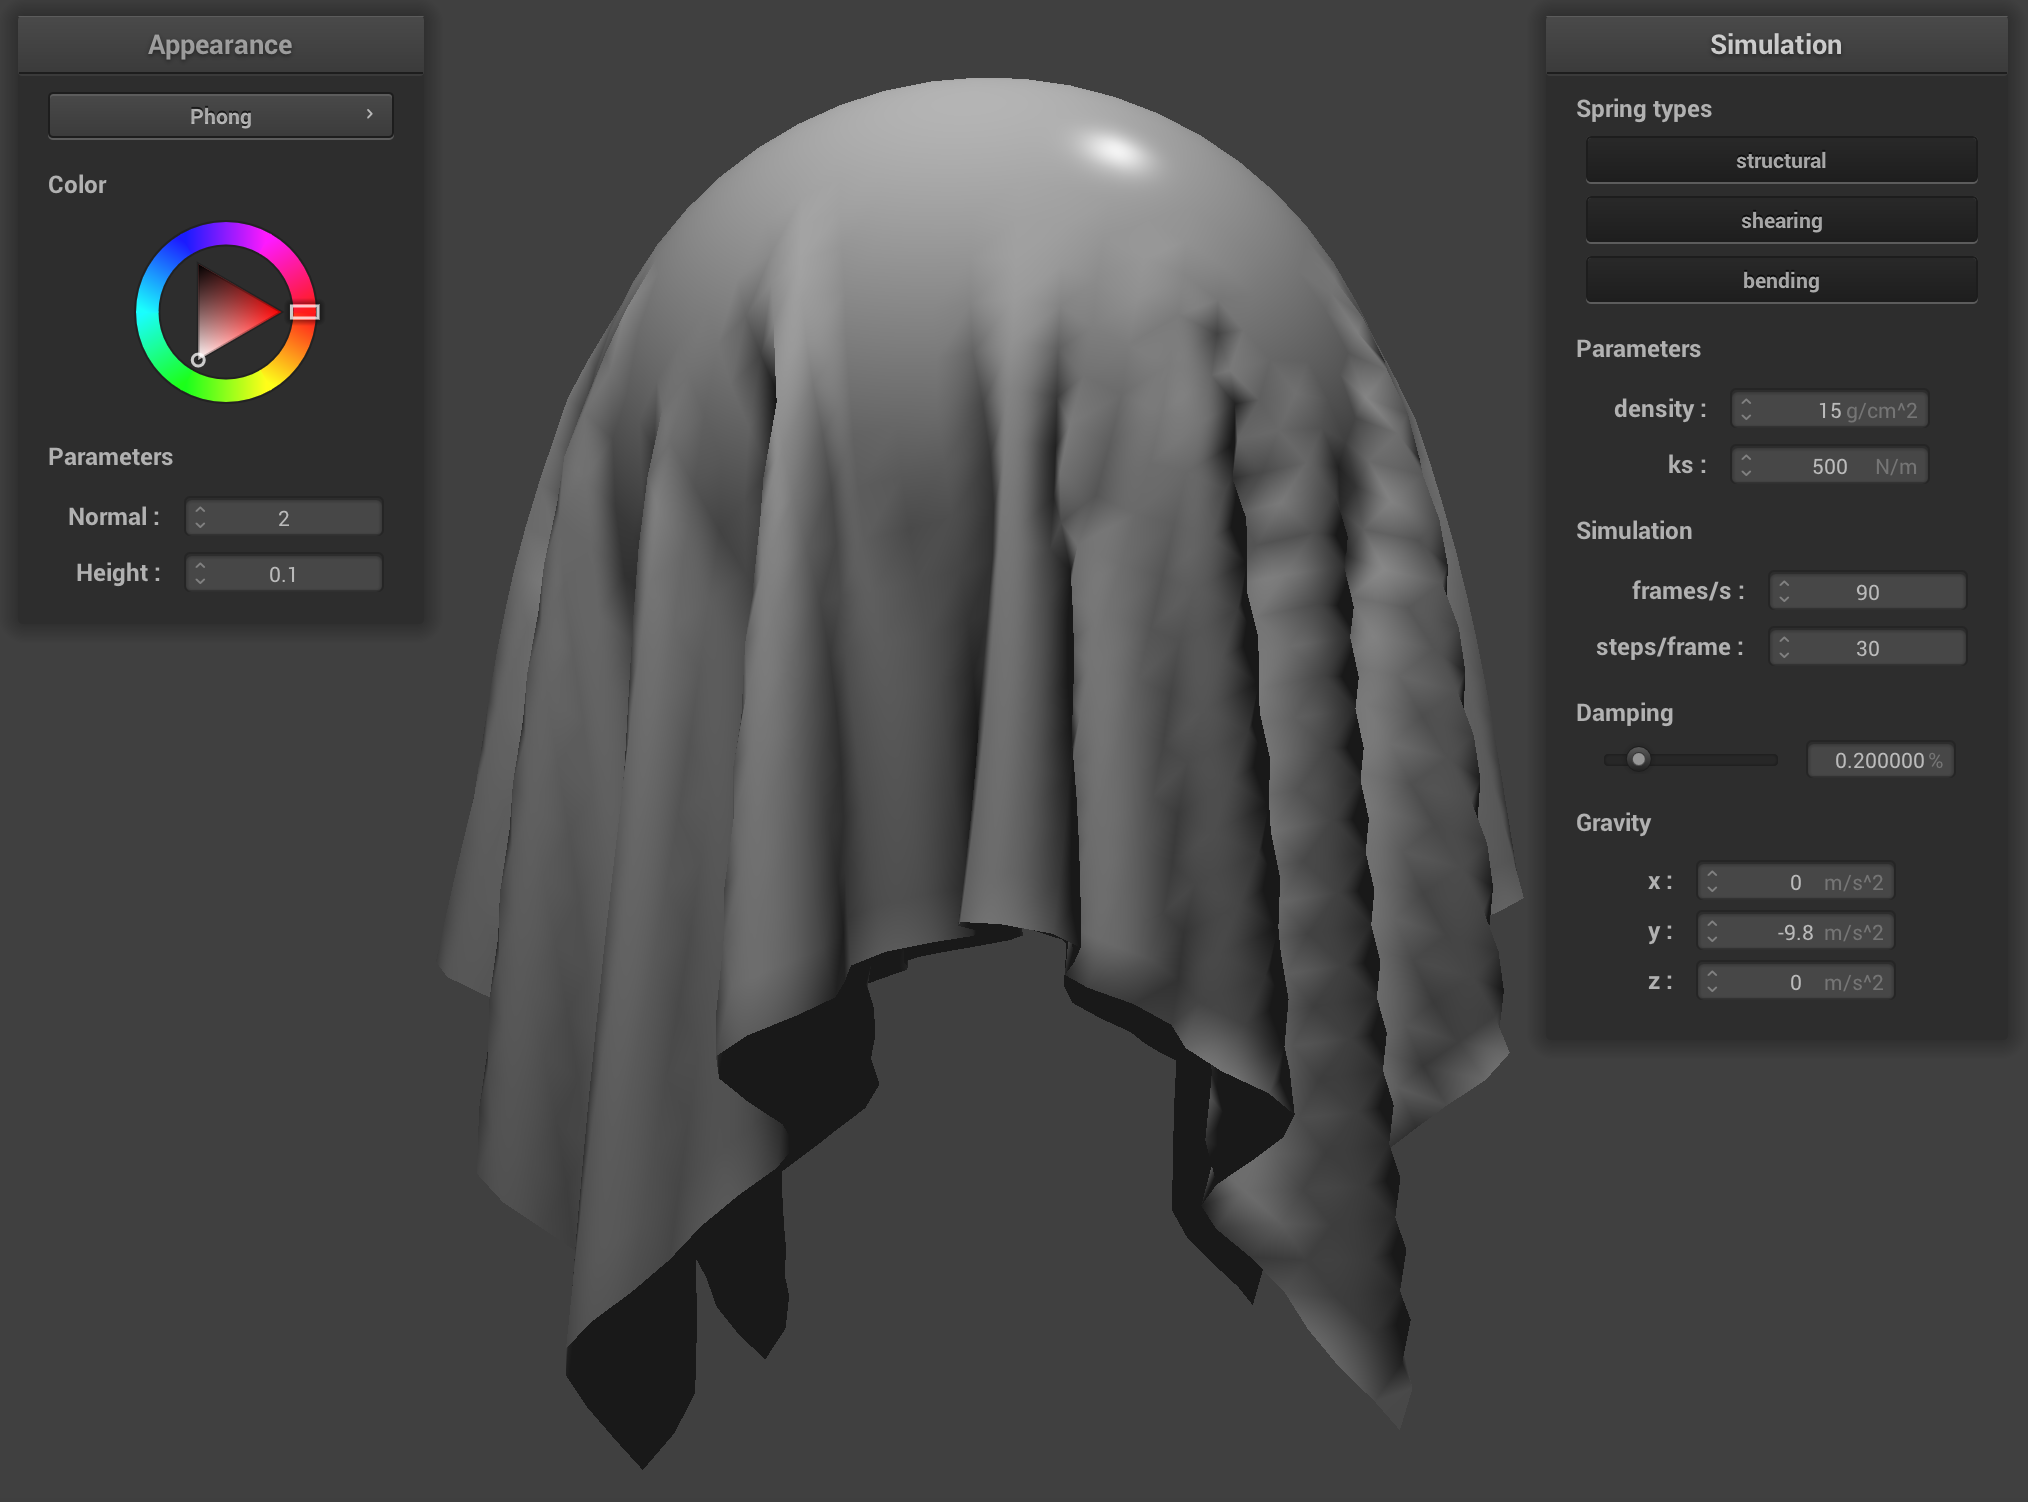 Appearance
Phong
Color
Parameters
Normal : 2
Height : 0.1
Simulation
Spring types
structural
shearing
bending
Parameters
density : 15 g/cm^2
ks : 500 N/m
Simulation
frames/s : 90
steps/frame : 30
Damping
0.200000 %
Gravity
x : 0 m/s^2
y : -9.8 m/s^2
z : 0 m/s^2